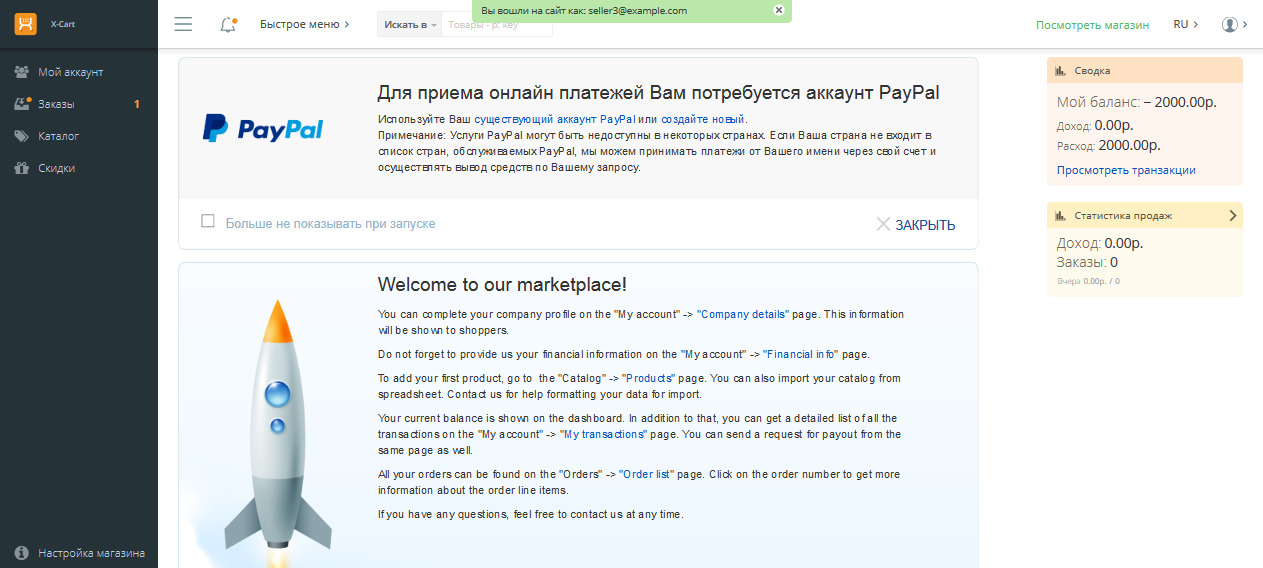 X-Cart
Быстрое меню
Искать в
Товары - p: key
Вы вошли на сайт как: seller3@example.com
Посмотреть магазин
RU
Мой аккаунт
Заказы 1
Каталог
Скидки
Настройка магазина
PayPal
Для приема онлайн платежей Вам потребуется аккаунт PayPal
Используйте Ваш существующий аккаунт PayPal или создайте новый.
Примечание: Услуги PayPal могут быть недоступны в некоторых странах. Если Ваша страна не входит в
список стран, обслуживаемых PayPal, мы можем принимать платежи от Вашего имени через свой счет и
осуществлять вывод средств по Вашему запросу.
Больше не показывать при запуске
ЗАКРЫТЬ
Welcome to our marketplace!
You can complete your company profile on the "My account" -> "Company details" page. This information
will be shown to shoppers.
Do not forget to provide us your financial information on the "My account" -> "Financial info" page.
To add your first product, go to the "Catalog" -> "Products" page. You can also import your catalog from
spreadsheet. Contact us for help formatting your data for import.
Your current balance is shown on the dashboard. In addition to that, you can get a detailed list of all the
transactions on the "My account" -> "My transactions" page. You can send a request for payout from the
same page as well.
All your orders can be found on the "Orders" -> "Order list" page. Click on the order number to get more
information about the order line items.
If you have any questions, feel free to contact us at any time.
Сводка
Мой баланс: – 2000.00р.
Доход: 0.00р.
Расход: 2000.00р.
Просмотреть транзакции
Статистика продаж
Доход: 0.00р.
Заказы: 0
Вчера 0.00р. / 0